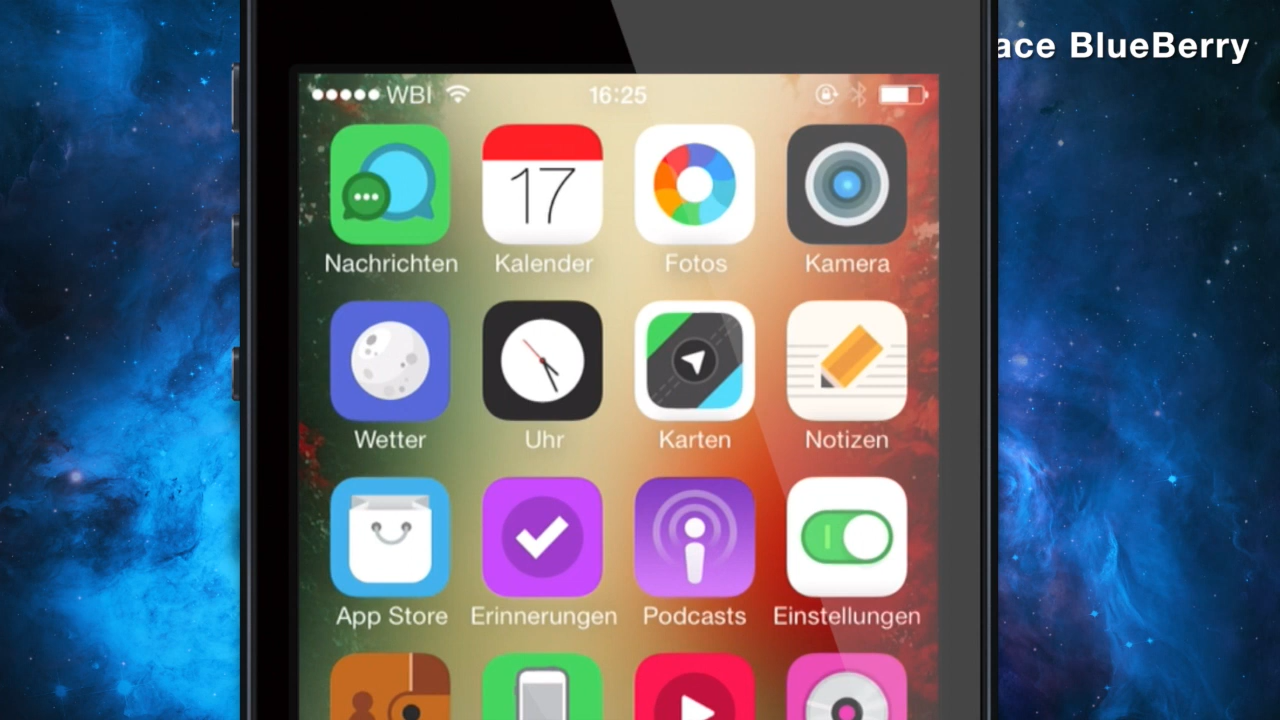 ace BlueBerry
WBI 16:25
17
Nachrichten Kalender Fotos Kamera
Wetter Uhr Karten Notizen
App Store Erinnerungen Podcasts Einstellungen